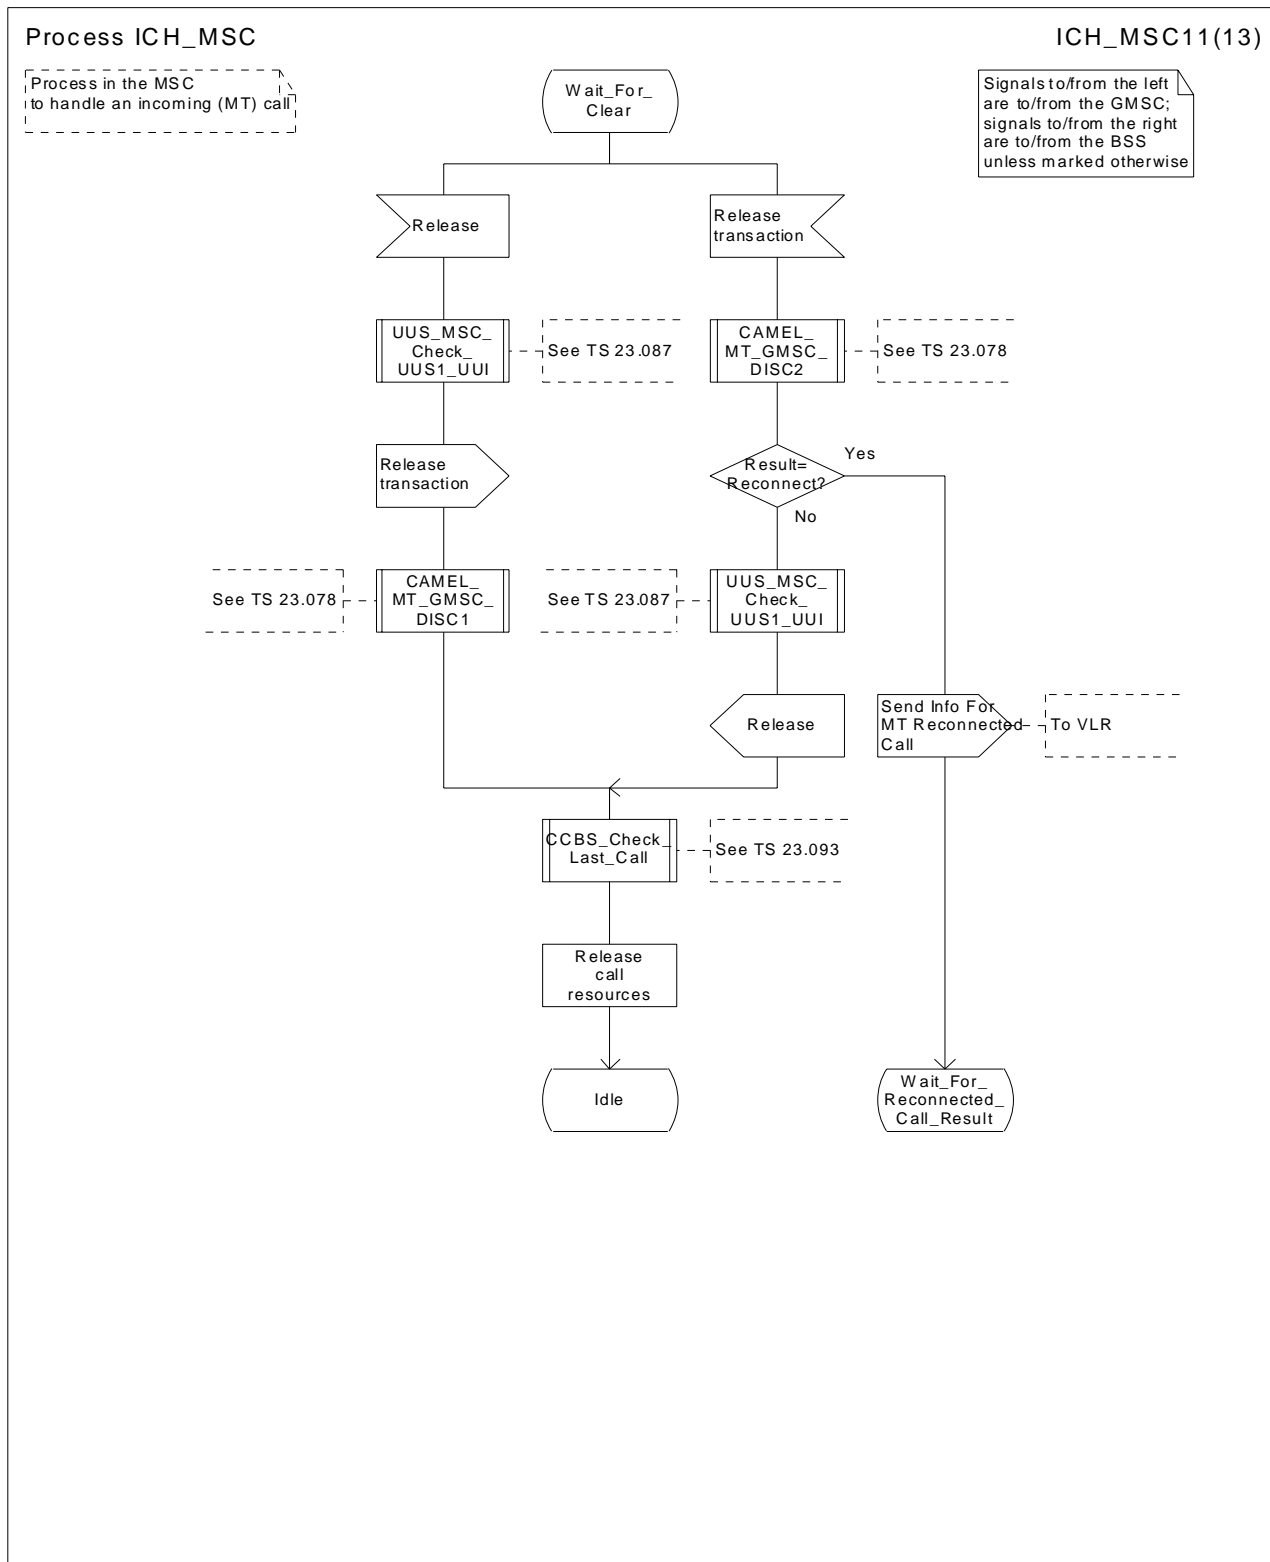 Process ICH_MSC
ICH_MSC11(13)
Process in the MSC
to handle an incoming (MT) call
Wait_For_
Clear
Signals to/from the left
are to/from the GMSC;
signals to/from the right
are to/from the BSS
unless marked otherwise
Release
Release
transaction
UUS_MSC_
Check_
UUS1_UUI
See TS 23.087
CAMEL_
MT_GMSC_
DISC2
See TS 23.078
Release
transaction
Result=
Reconnect?
Yes
No
See TS 23.078
CAMEL_
MT_GMSC_
DISC1
See TS 23.087
UUS_MSC_
Check_
UUS1_UUI
Release
Send Info For
MT Reconnected
Call
To VLR
CCBS_Check_
Last_Call
See TS 23.093
Release
call
resources
Idle
Wait_For_
Reconnected_
Call_Result